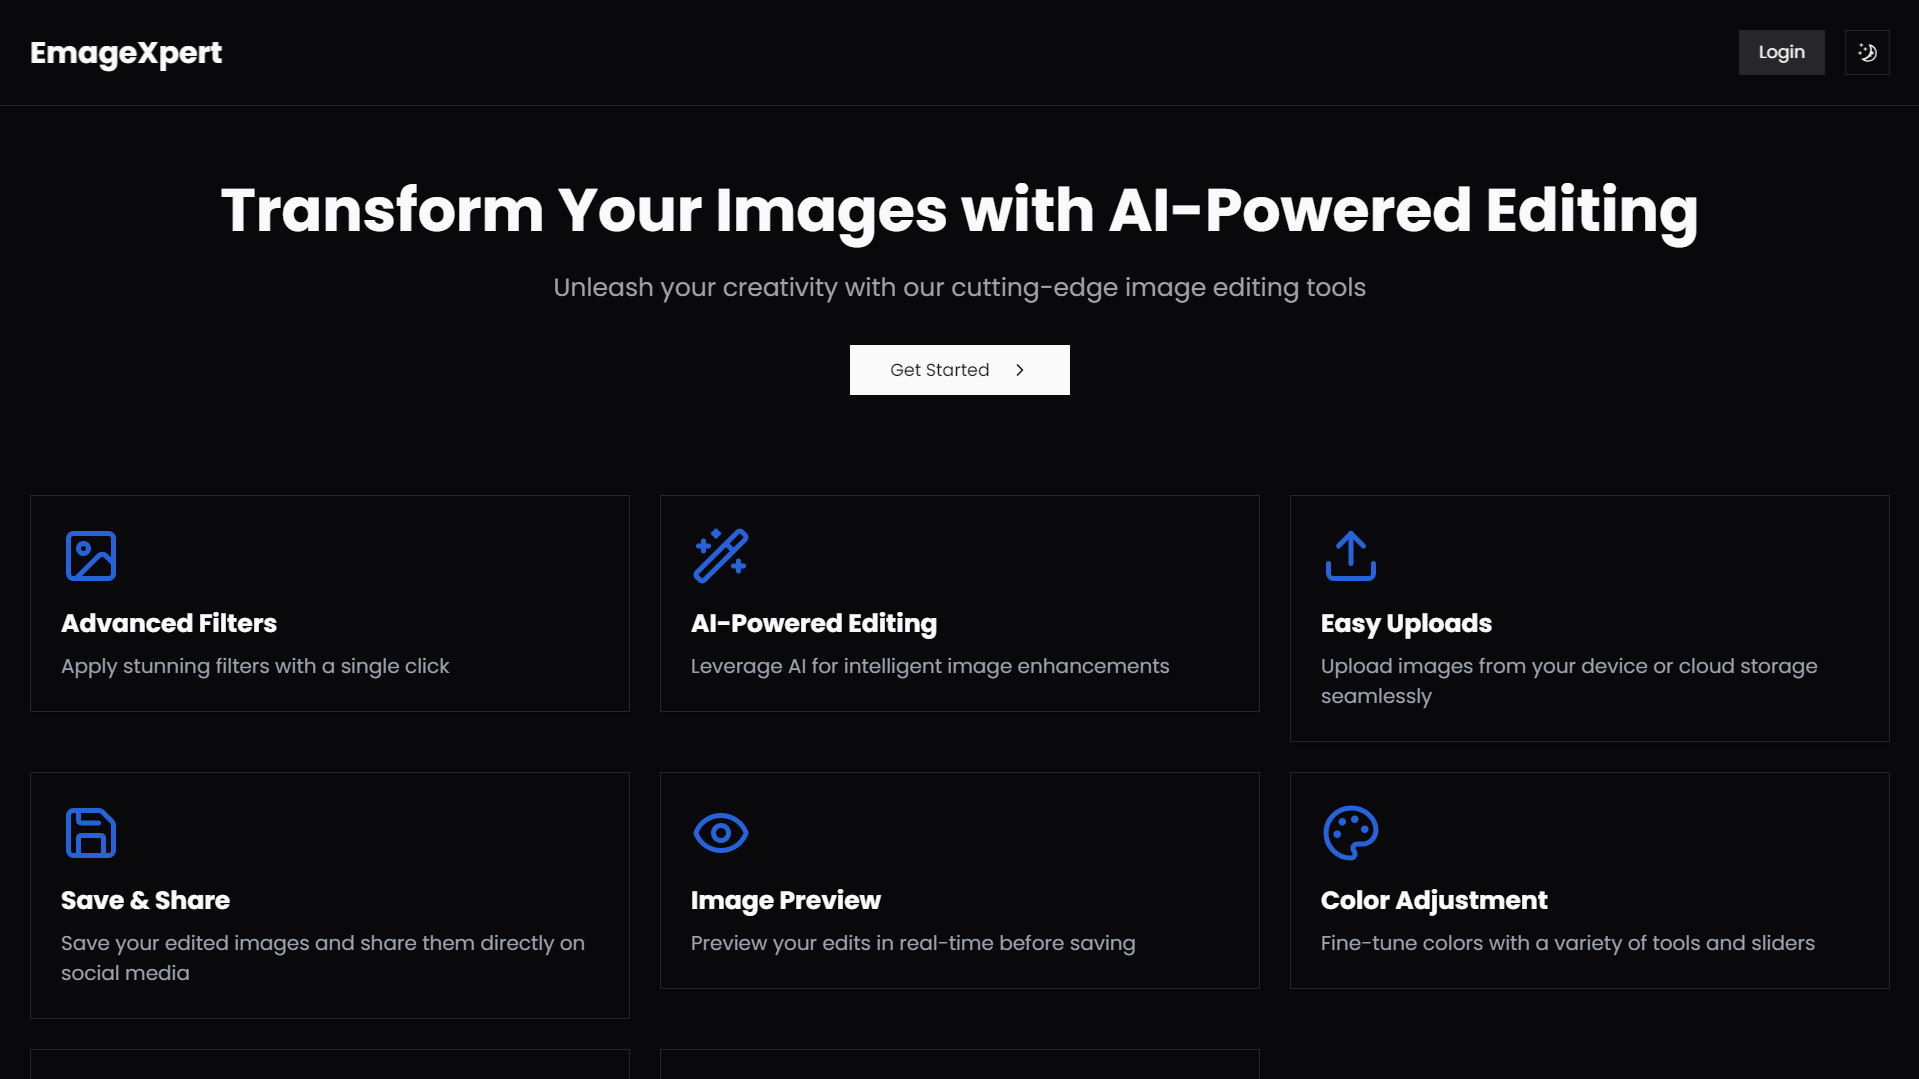 EmageXpert
Login
Transform Your Images with AI-Powered Editing
Unleash your creativity with our cutting-edge image editing tools
Get Started
Advanced Filters
Apply stunning filters with a single click
AI-Powered Editing
Leverage AI for intelligent image enhancements
Easy Uploads
Upload images from your device or cloud storage
seamlessly
Save & Share
Save your edited images and share them directly on
social media
Image Preview
Preview your edits in real-time before saving
Color Adjustment
Fine-tune colors with a variety of tools and sliders